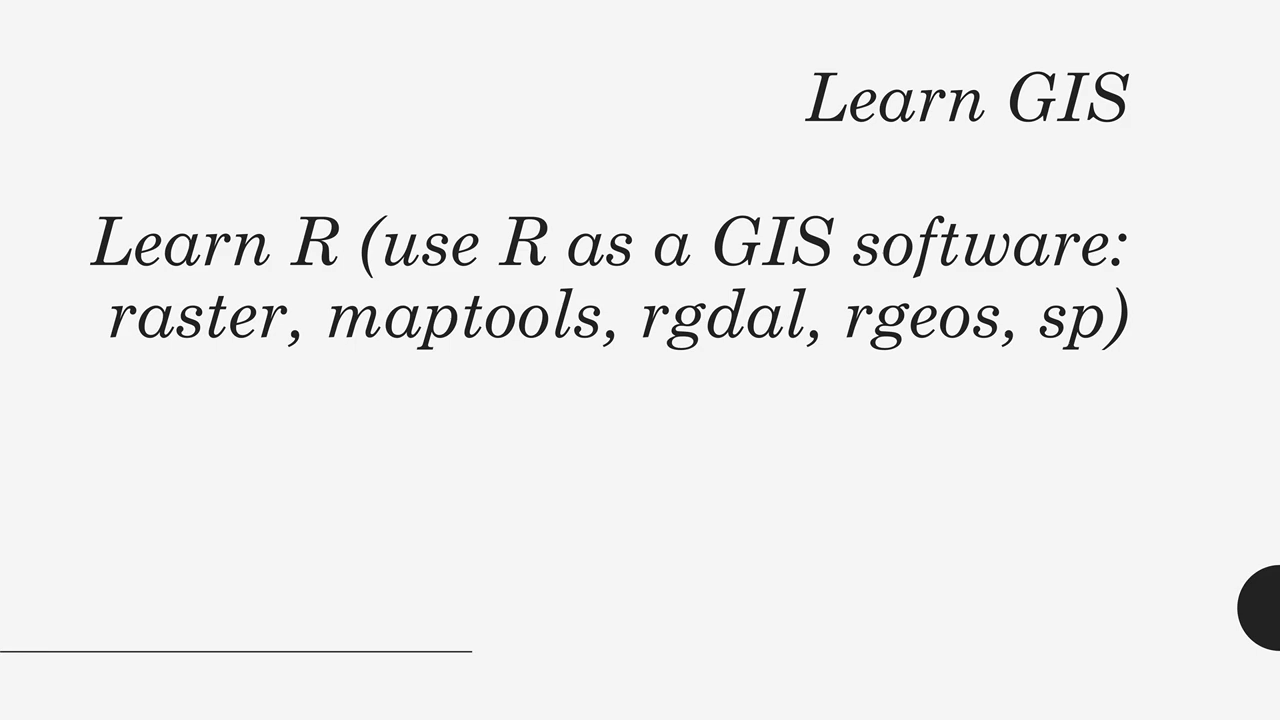 Learn GIS
Learn R (use R as a GIS software:
raster, maptools, rgdal, rgeos, sp)